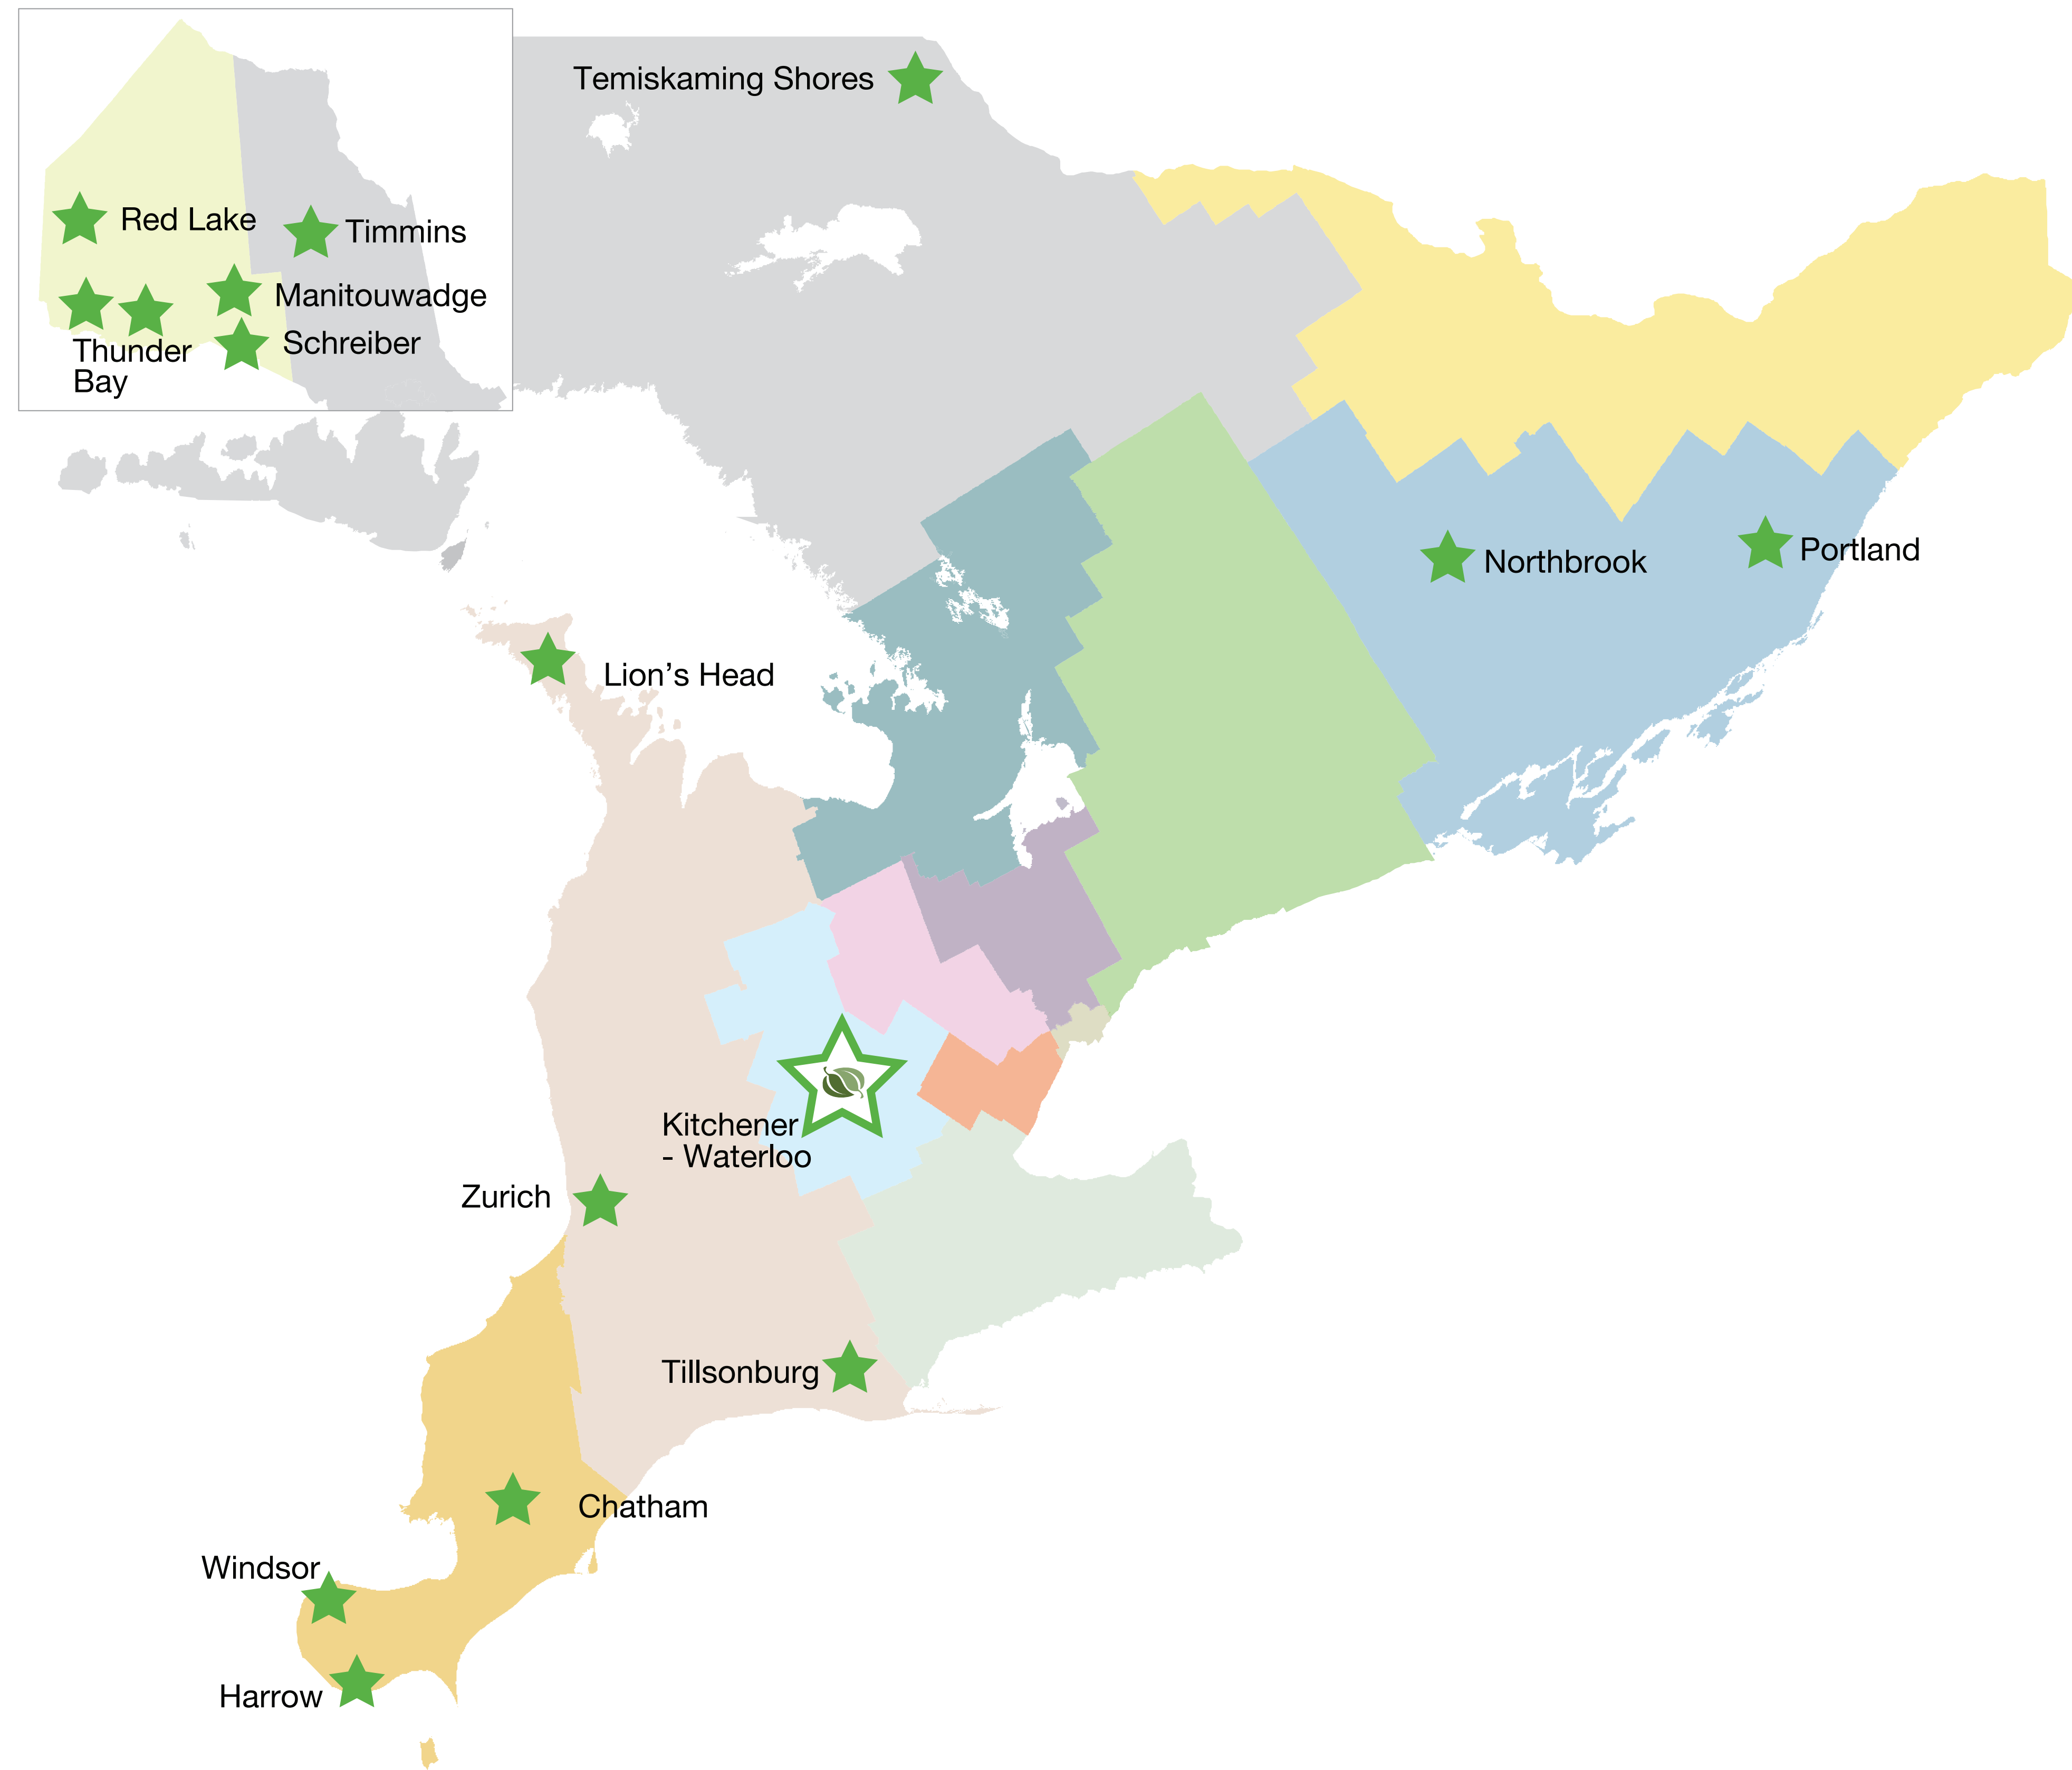 Temiskaming Shores
Red Lake
Timmins
Manitouwadge
Schreiber
Thunder
Bay
Northbrook
Portland
Lion's Head
Kitchener
- Waterloo
Zurich
Tillsonburg
Chatham
Windsor
Harrow